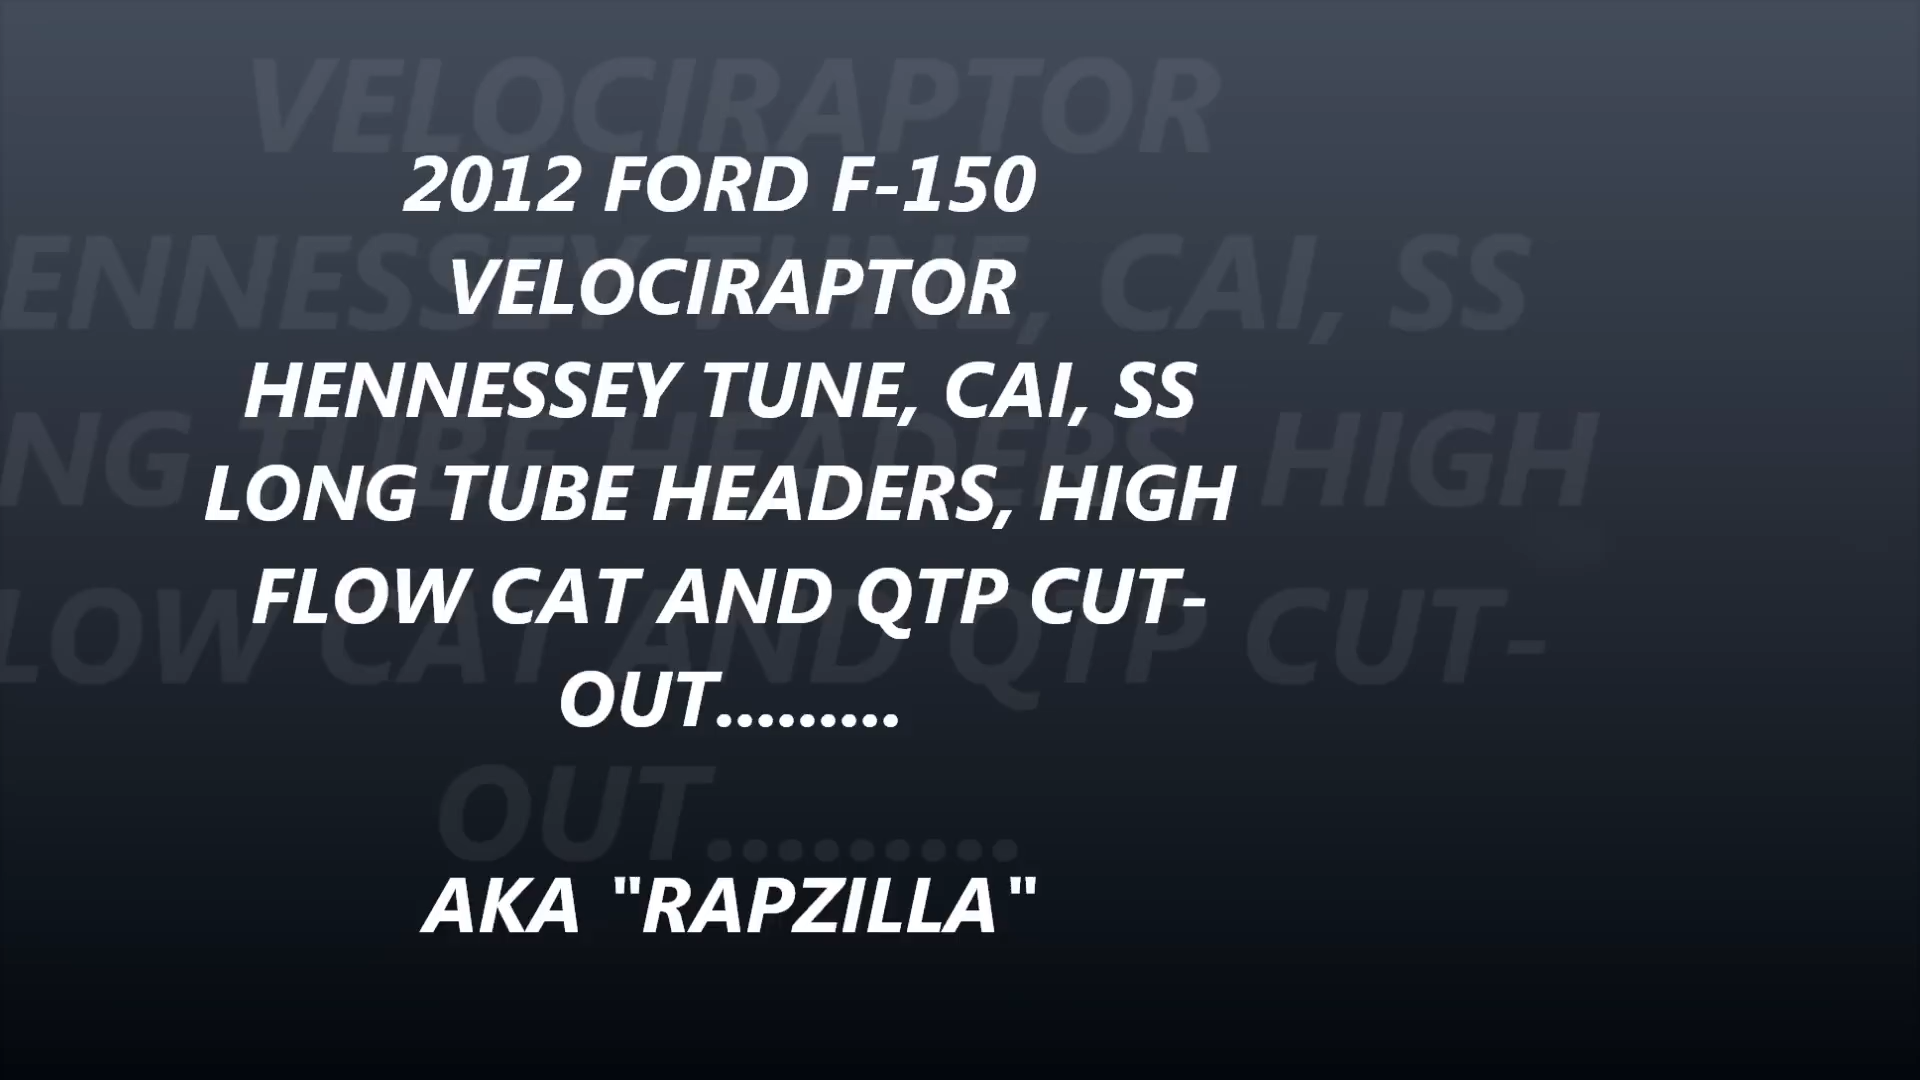 2012 FORD F-150
VELOCIRAPTOR
HENNESSEY TUNE, CAI, SS
LONG TUBE HEADERS, HIGH
FLOW CAT AND QTP CUT-
OUT.........
AKA "RAPZILLA"